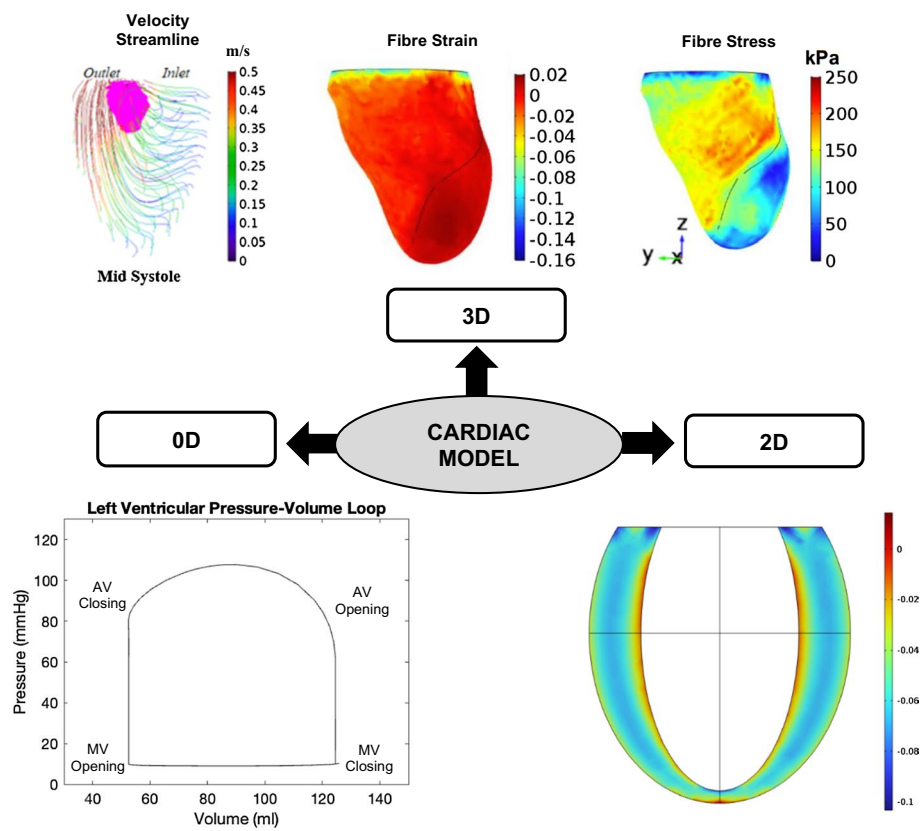 Velocity
Streamline
m/s
Outlet Inlet
0.5
0.45
0.4
0.35
0.3
0.25
0.2
0.15
0.1
0.05
0
Mid Systole
Fibre Strain
0.02
0
-0.02
-0.04
-0.06
-0.08
-0.1
-0.12
-0.14
-0.16
Fibre Stress
kPa
250
200
150
100
50
0
z
y x
3D
0D
CARDIAC
MODEL
2D
Left Ventricular Pressure-Volume Loop
Pressure (mmHg)
120
100
80
60
40
20
0
AV
Closing
AV
Opening
MV
Opening
MV
Closing
40 60 80 100 120 140
Volume (ml)
0
-0.02
-0.04
-0.06
-0.08
-0.1